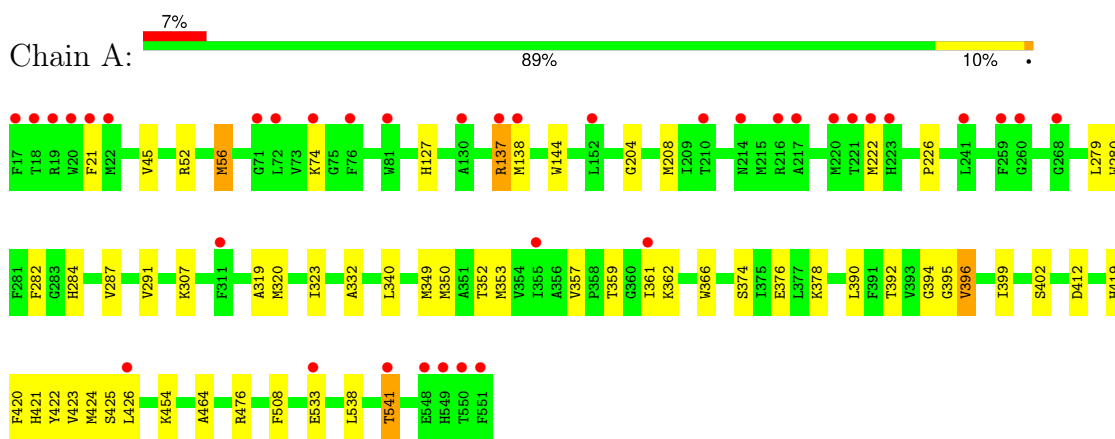 7%
Chain A:
89% 10% •
F17 T18 R19 W20 F21 M22 V45 R52 M56 G71 L72 V73 K74 G75 F76 W81 H127 A130 R137 M138 W144 L152 G204 M208 I209 T210 N214 M215 R216 A217 M220 T221 M222 H223 P226 L241 F259 G260 G268 L279 W280
F281 F282 G283 H284 V287 V291 K307 F311 A319 M320 I323 A332 L340 M349 M350 A351 T352 M353 V354 I355 A356 V357 P358 T359 G360 I361 K362 W366 S374 I375 E376 L377 K378 L390 F391 T392 V393 G394 G395 V396 I399 S402 D412 H419
F420 H421 Y422 V423 M424 S425 L426 K454 A464 R476 F508 E533 L538 T541 E548 H549 T550 F551